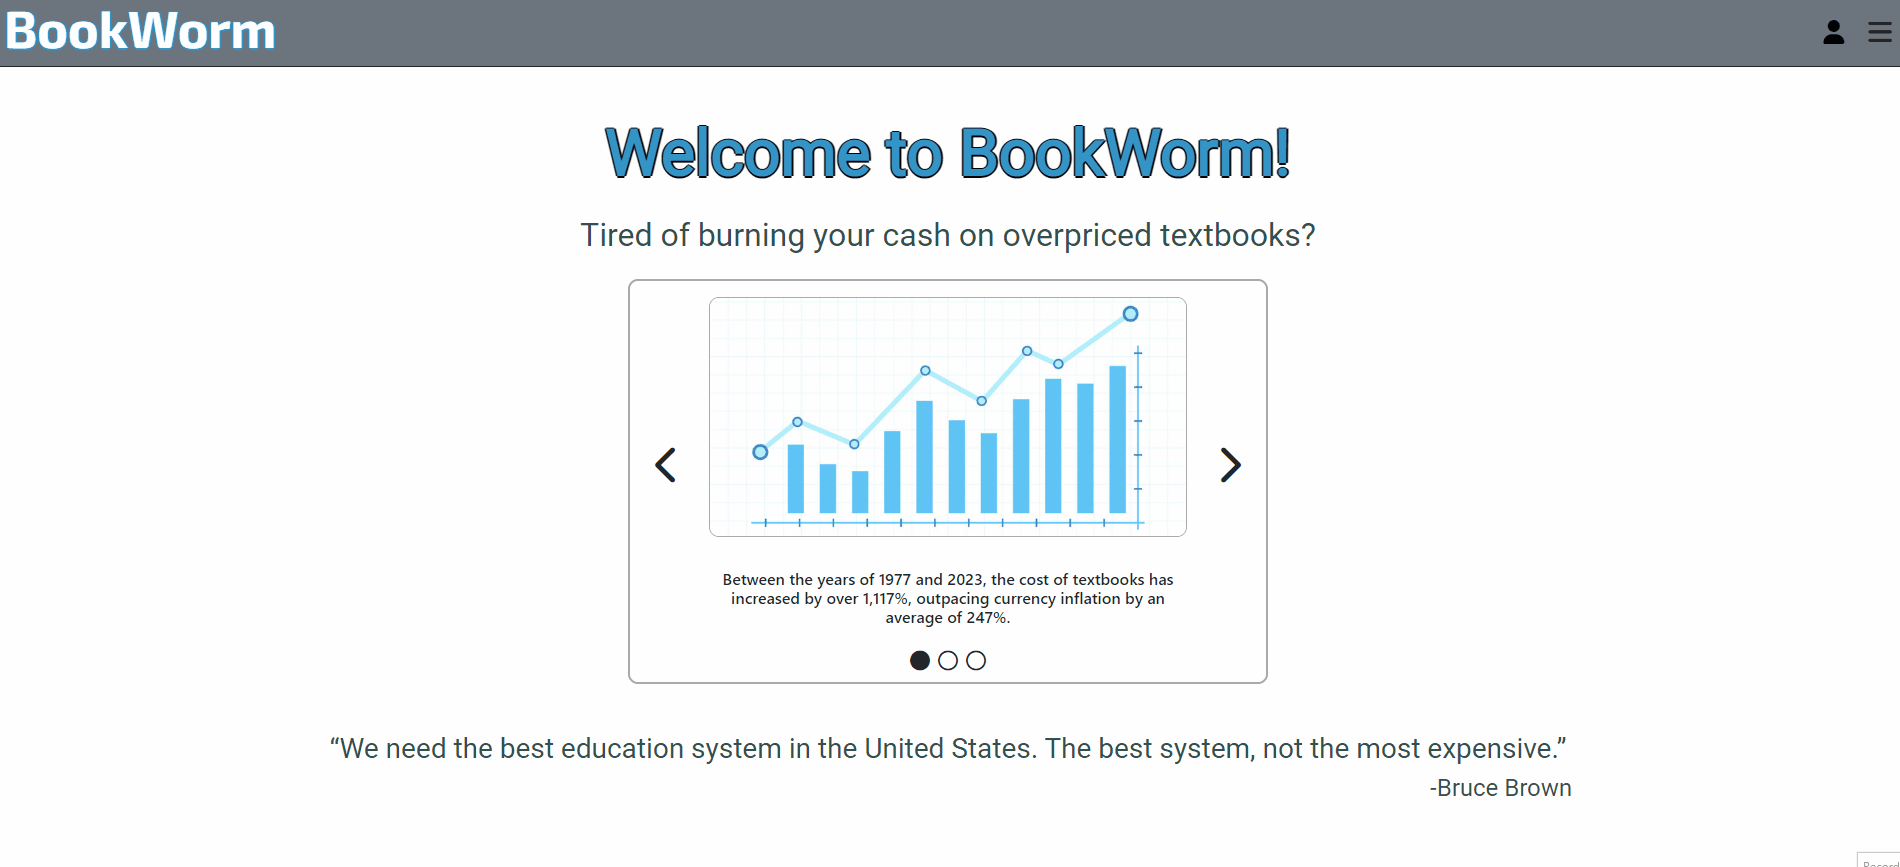 BookWorm
Welcome to BookWorm!
Tired of burning your cash on overpriced textbooks?
Between the years of 1977 and 2023, the cost of textbooks has
increased by over 1,117%, outpacing currency inflation by an
average of 247%.
“We need the best education system in the United States. The best system, not the most expensive.”
-Bruce Brown